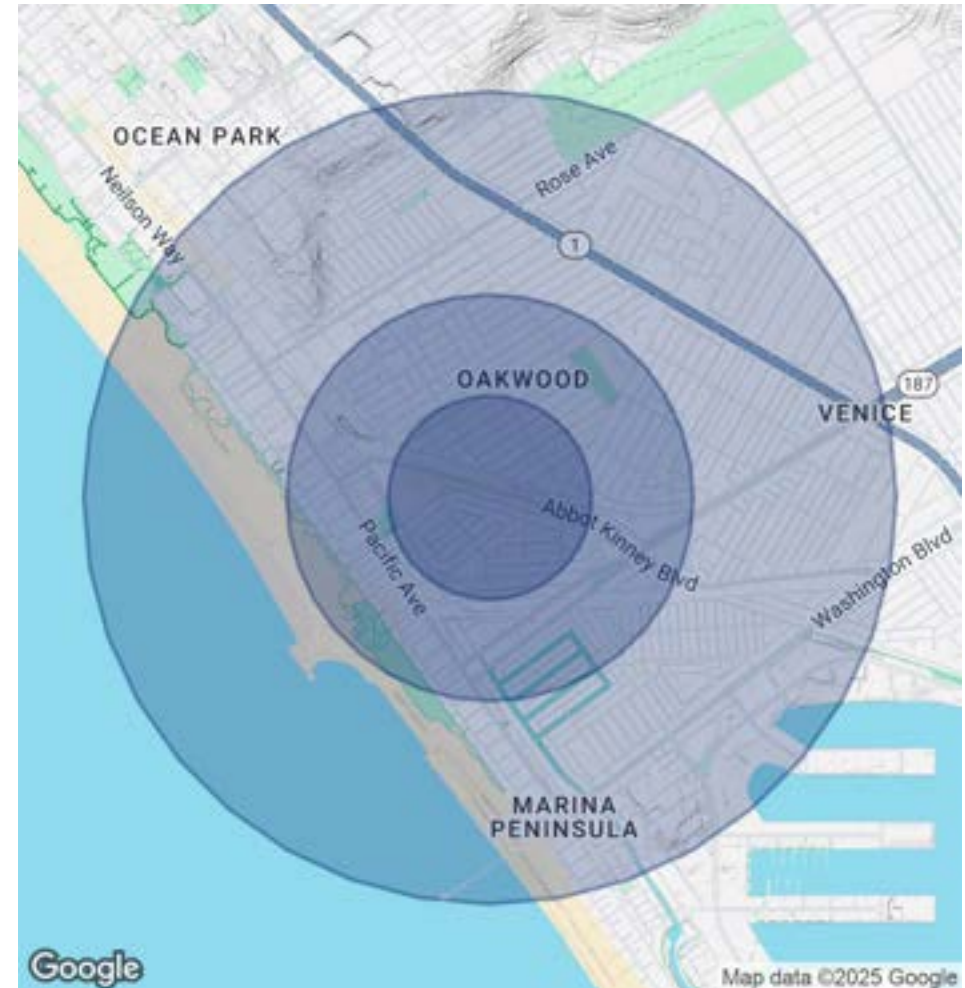 OCEAN PARK
Neilson Way
Rose Ave
1
OAKWOOD
187
VENICE
Abbot Kinney Blvd
Pacific Ave
Washington Blvd
MARINA
PENINSULA
Google
Map data ©2025 Google